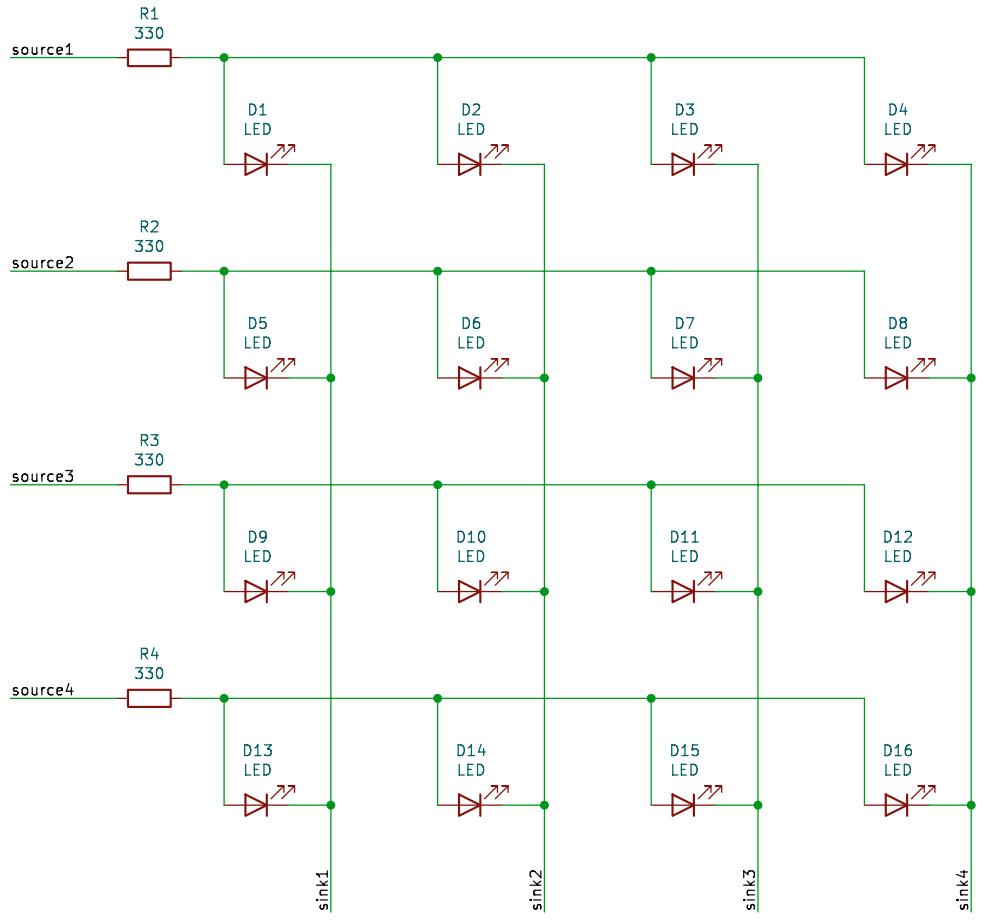 R1
330
source1
D1
LED
D2
LED
D3
LED
D4
LED
R2
330
source2
D5
LED
D6
LED
D7
LED
D8
LED
R3
330
source3
D9
LED
D10
LED
D11
LED
D12
LED
R4
330
source4
D13
LED
D14
LED
D15
LED
D16
LED
sink1
sink2
sink3
sink4